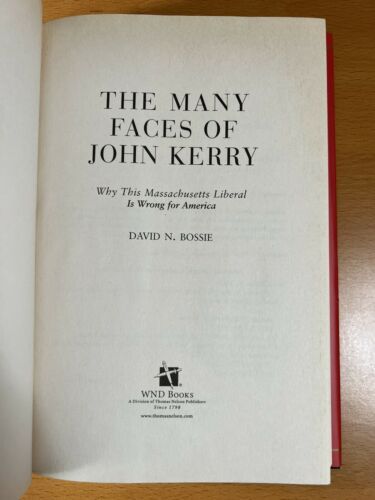 THE MANY
FACES OF
JOHN KERRY
Why This Massachusetts Liberal
Is Wrong for America
DAVID N. BOSSIE
WND BOOKS
A Division of Thomas Nelson Publishers
Since 1798
www.thomasnelson.com